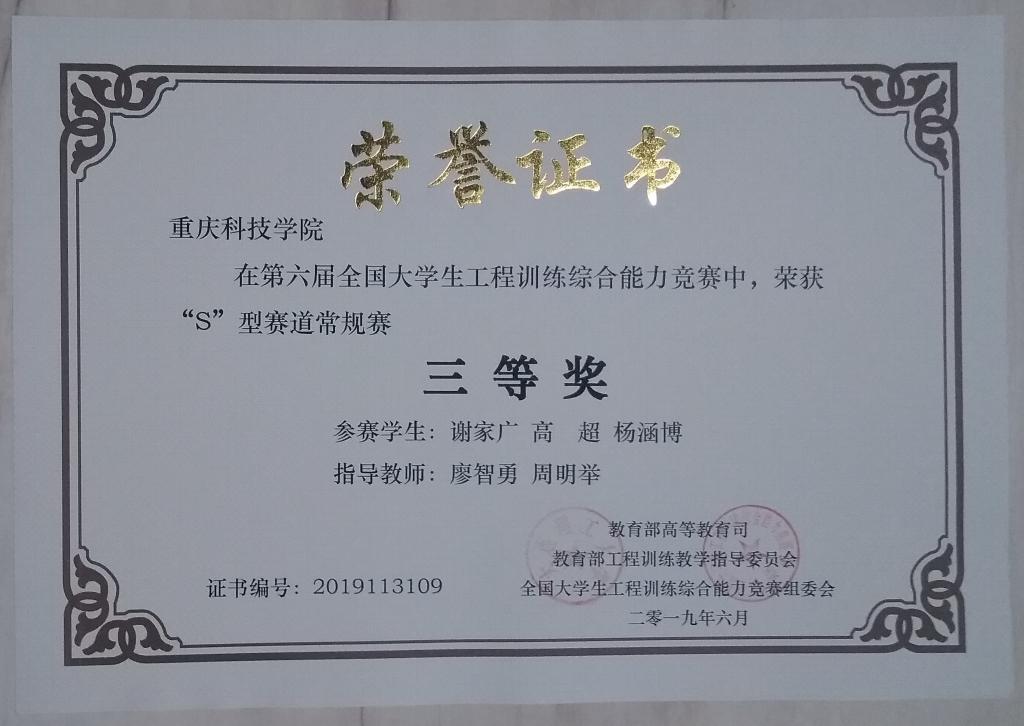 荣誉证书
重庆科技学院
在第六届全国大学生工程训练综合能力竞赛中，荣获
“S”型赛道常规赛
三等奖
参赛学生：谢家广 高　超 杨涵博
指导教师：廖智勇 周明举
教育部高等教育司
教育部工程训练教学指导委员会
证书编号：2019113109
全国大学生工程训练综合能力竞赛组委会
二零一九年六月